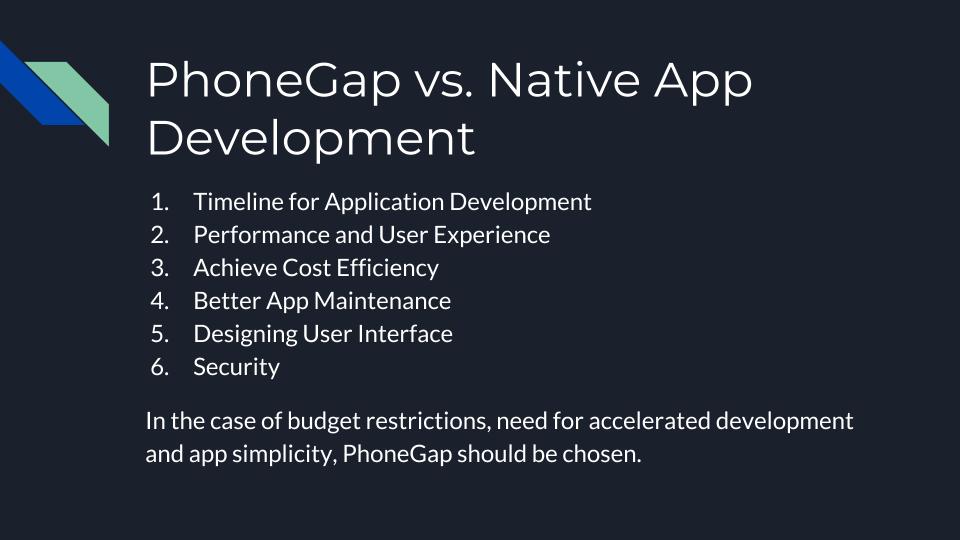 PhoneGap vs. Native App
Development
1. Timeline for Application Development
2. Performance and User Experience
3. Achieve Cost Efficiency
4. Better App Maintenance
5. Designing User Interface
6. Security
In the case of budget restrictions, need for accelerated development
and app simplicity, PhoneGap should be chosen.